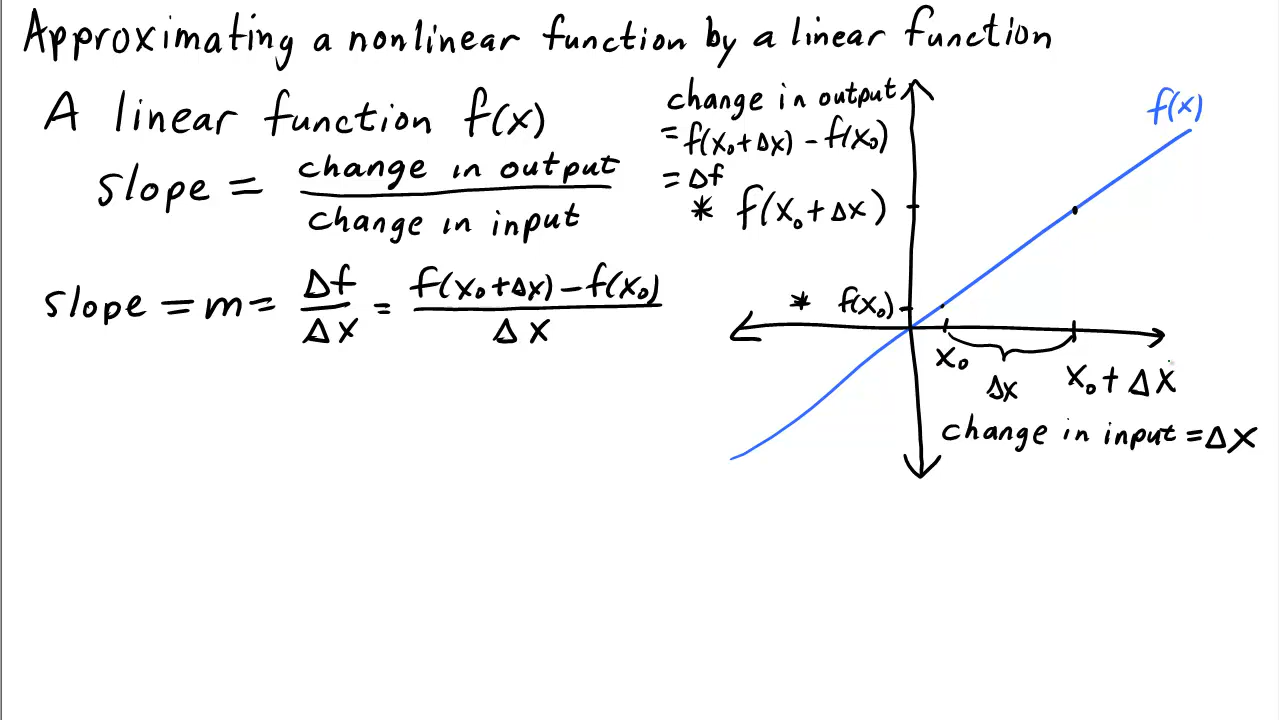 Approximating a nonlinear function by a linear function
A linear function f(x)
slope = change in output / change in input
slope = m = Δf / Δx = f(x₀+Δx) − f(x₀) / Δx
change in output
= f(x₀+Δx) − f(x₀)
= Δf
* f(x₀+Δx)
* f(x₀)
f(x)
x₀
Δx
x₀ + Δx
change in input = Δx